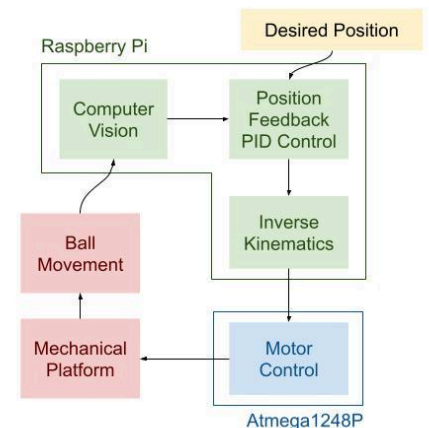 Desired Position
Raspberry Pi
Computer
Vision
Position
Feedback
PID Control
Inverse
Kinematics
Ball
Movement
Mechanical
Platform
Motor
Control
Atmega1248P